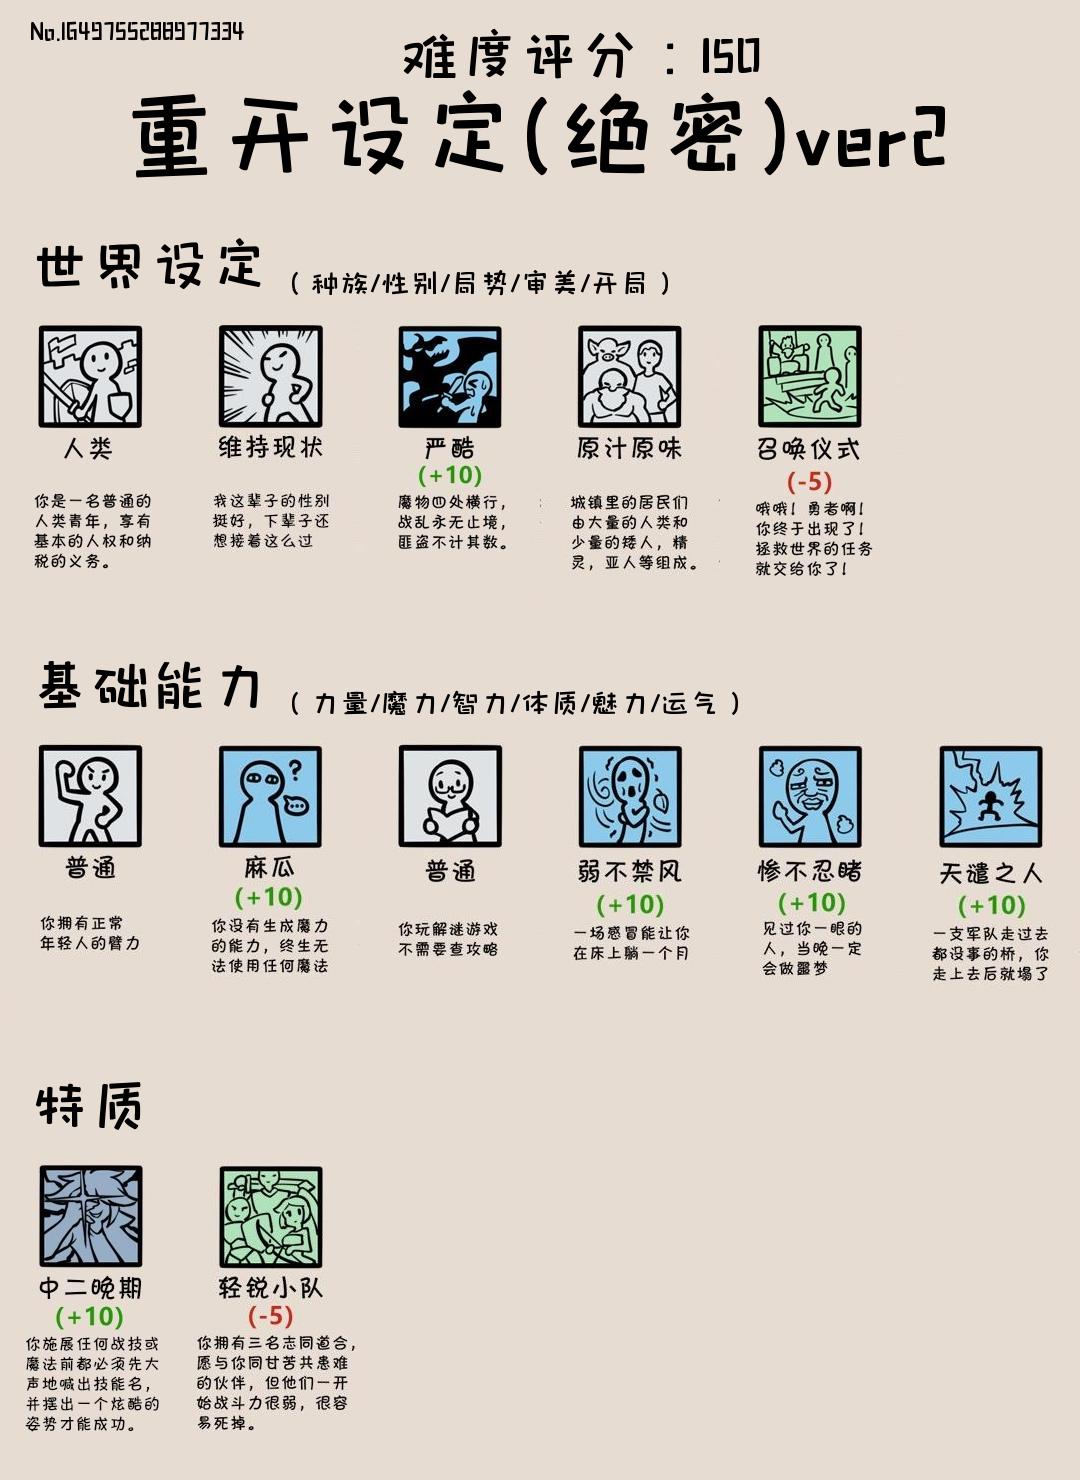 No.1649755288977334
难度评分：150
重开设定(绝密)ver2
世界设定 （种族/性别/局势/审美/开局）
人类
你是一名普通的
人类青年，享有
基本的人权和纳
税的义务。
维持现状
我这辈子的性别
挺好，下辈子还
想接着这么过
严酷
(+10)
魔物四处横行，
战乱永无止境，
匪盗不计其数。
原汁原味
城镇里的居民们
由大量的人类和
少量的矮人，精
灵，亚人等组成。
召唤仪式
(-5)
哦哦！勇者啊！
你终于出现了！
拯救世界的任务
就交给你了！
基础能力 （力量/魔力/智力/体质/魅力/运气）
普通
你拥有正常
年轻人的臂力
麻瓜
(+10)
你没有生成魔力
的能力，终生无
法使用任何魔法
普通
你玩解谜游戏
不需要查攻略
弱不禁风
(+10)
一场感冒能让你
在床上躺一个月
惨不忍睹
(+10)
见过你一眼的
人，当晚一定
会做噩梦
天谴之人
(+10)
一支军队走过去
都没事的桥，你
走上去后就塌了
特质
中二晚期
(+10)
你施展任何战技或
魔法前都必须先大
声地喊出技能名，
并摆出一个炫酷的
姿势才能成功。
轻锐小队
(-5)
你拥有三名志同道合，
愿与你同甘苦共患难
的伙伴，但他们一开
始战斗力很弱，很容
易死掉。